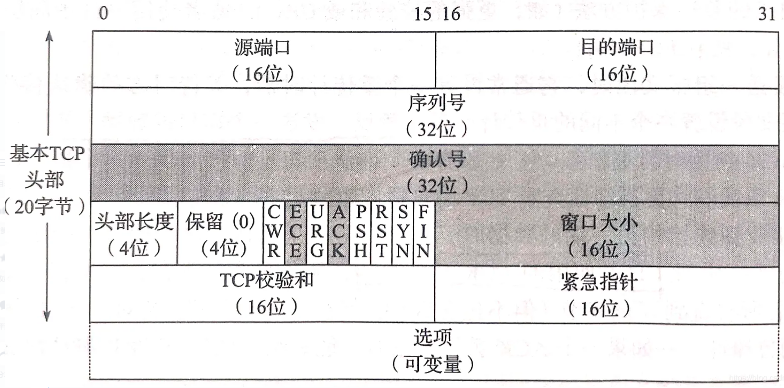 0 15 16 31
源端口 目的端口
(16位) (16位)
序列号
(32位)
基本TCP
头部
(20字节)
确认号
(32位)
头部长度 保留(0) CWR ECE URG ACK PSH RST SYN FIN 窗口大小
(4位) (4位) (16位)
TCP校验和 紧急指针
(16位) (16位)
选项
(可变量)